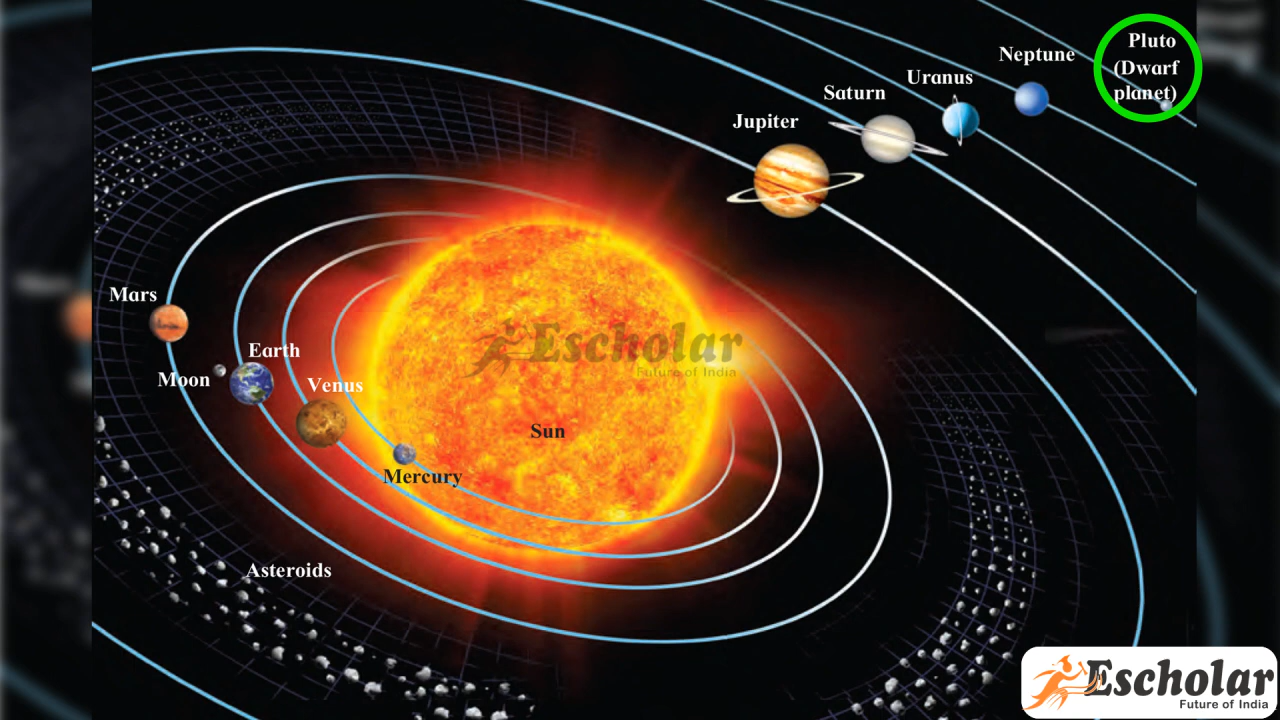 Pluto
(Dwarf
planet)
Neptune
Uranus
Saturn
Jupiter
Mars
Earth
Moon
Venus
Escholar
Future of India
Sun
Mercury
Asteroids
Escholar
Future of India